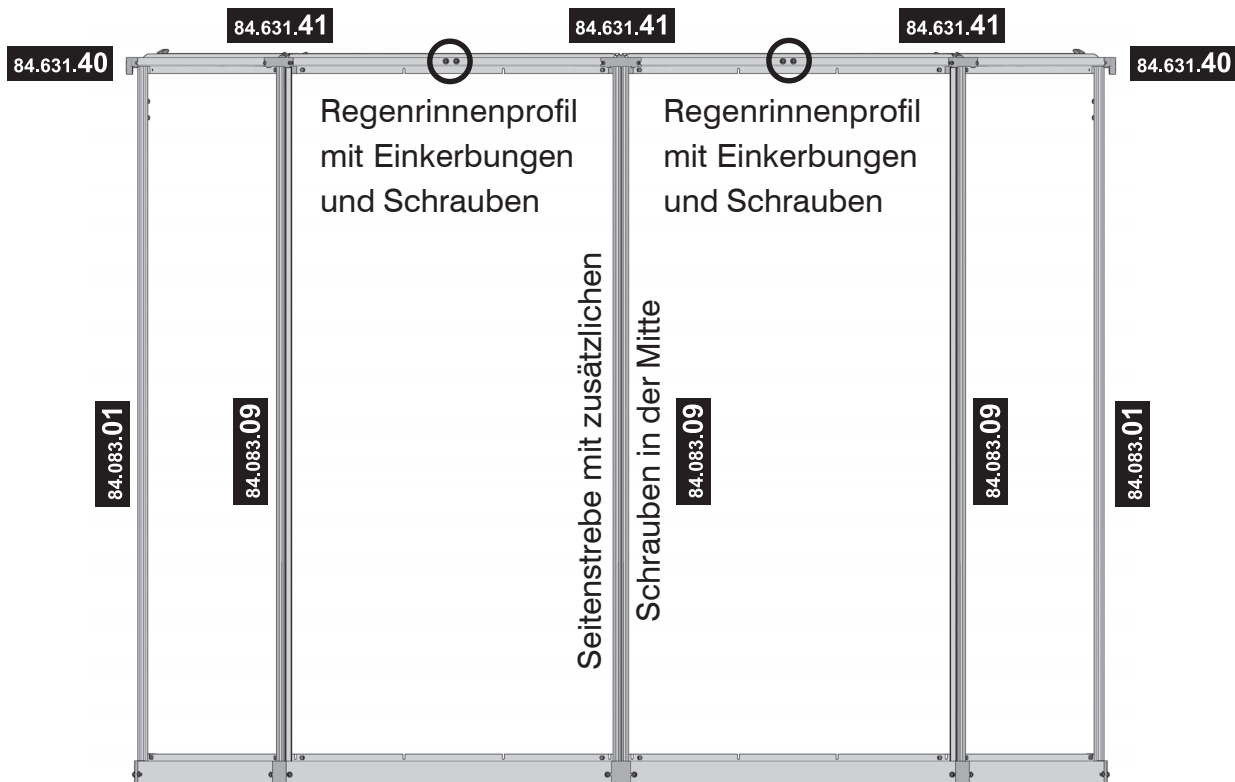 84.631.41
84.631.41
84.631.41
84.631.40
84.631.40
Regenrinnenprofil
mit Einkerbungen
und Schrauben
Regenrinnenprofil
mit Einkerbungen
und Schrauben
84.083.01
84.083.09
Seitenstrebe mit zusätzlichen
Schrauben in der Mitte
84.083.09
84.083.09
84.083.01